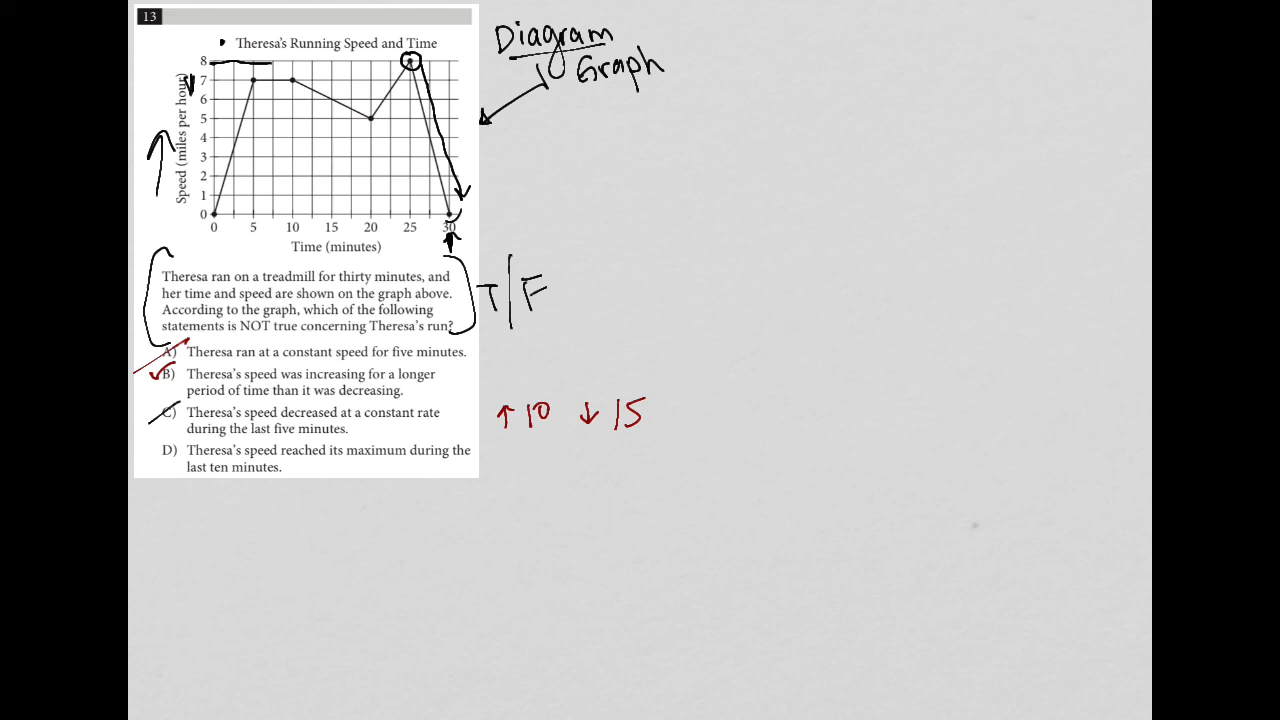 13
Theresa's Running Speed and Time
Diagram
Graph
8
7
6
5
4
3
2
1
0
Speed (miles per hour)
0 5 10 15 20 25 30
Time (minutes)
Theresa ran on a treadmill for thirty minutes, and
her time and speed are shown on the graph above.
According to the graph, which of the following
statements is NOT true concerning Theresa's run?
T | F
A) Theresa ran at a constant speed for five minutes.
B) Theresa's speed was increasing for a longer
period of time than it was decreasing.
C) Theresa's speed decreased at a constant rate
during the last five minutes.
↑ 10 ↓ 15
D) Theresa's speed reached its maximum during the
last ten minutes.